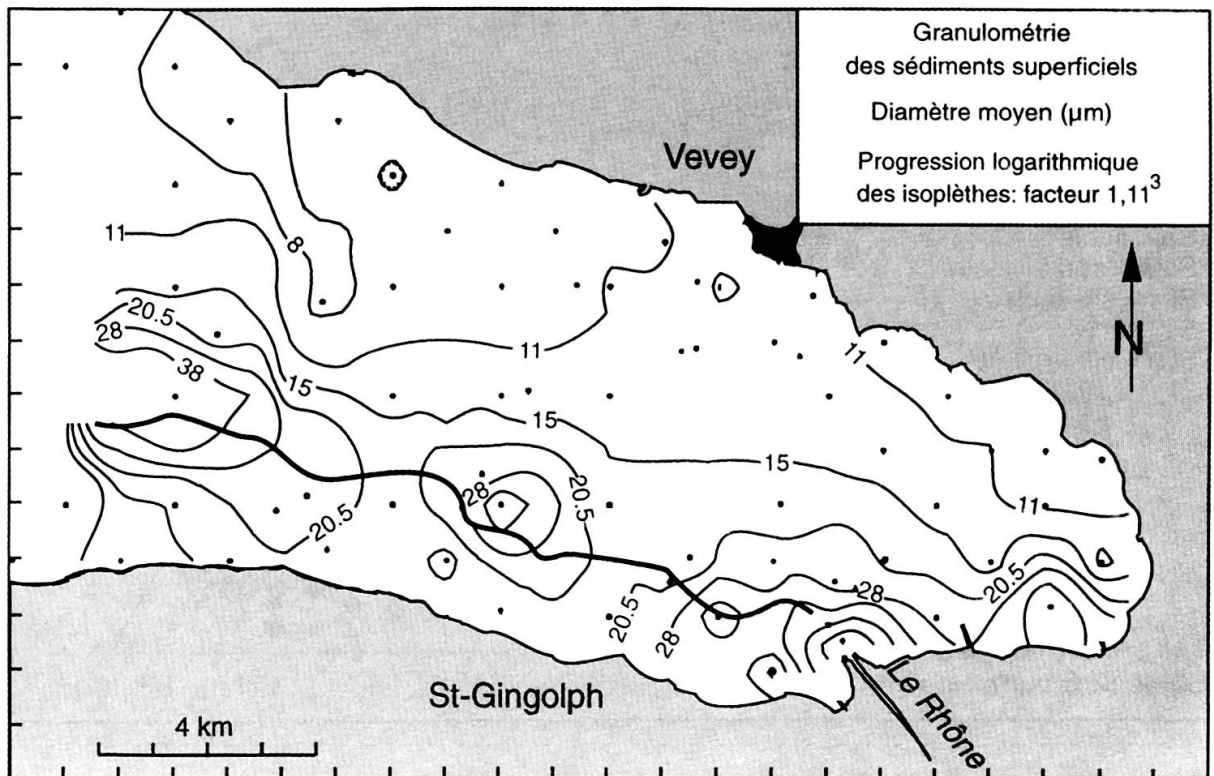 Granulométrie
des sédiments superficiels
Diamètre moyen (µm)
Progression logarithmique
des isoplèthes: facteur 1,11³
Vevey
N
11
8
20.5
28
38
15
11
11
15
15
11
28
20.5
20.5
20.5
28
20.5
28
St-Gingolph
Le Rhône
4 km